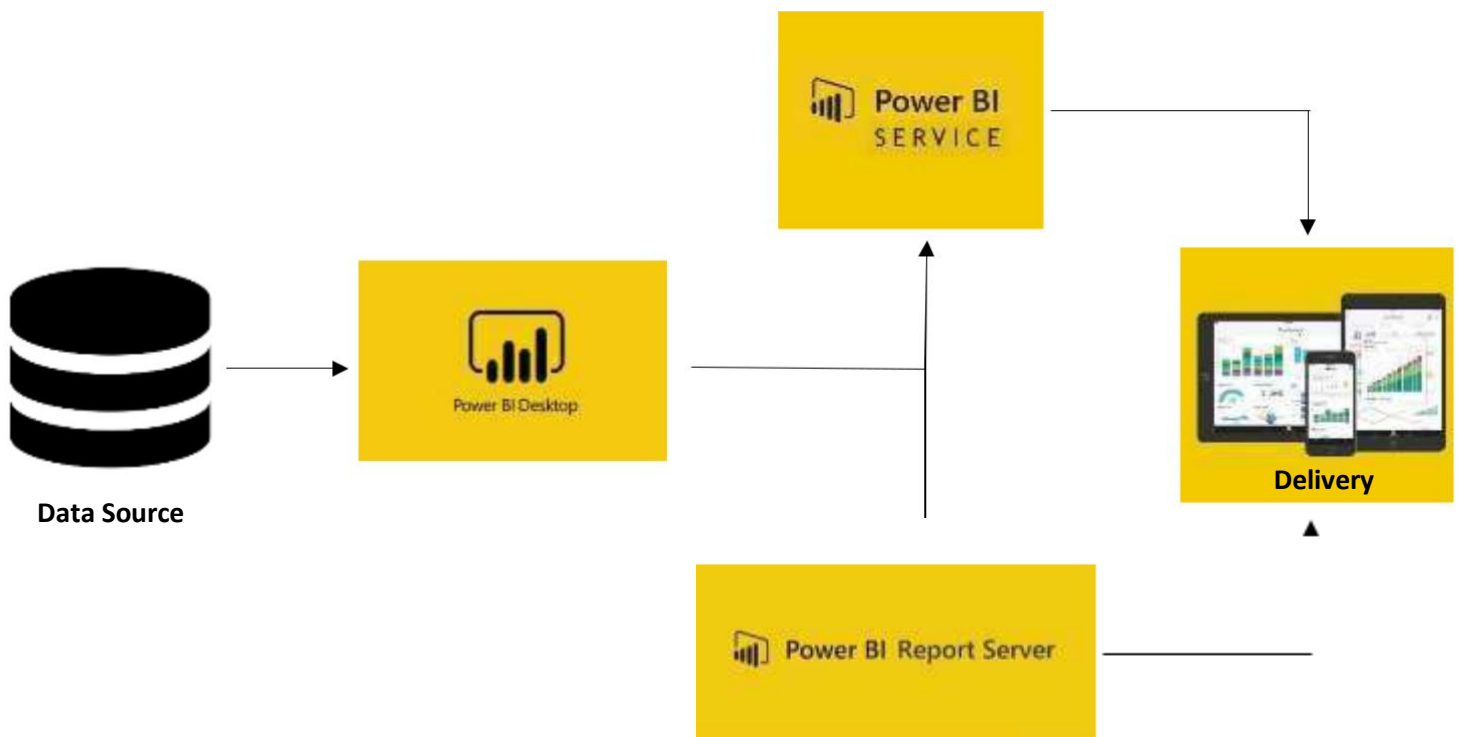 Power BI
SERVICE
Power BI Desktop
Data Source
Delivery
Power BI Report Server